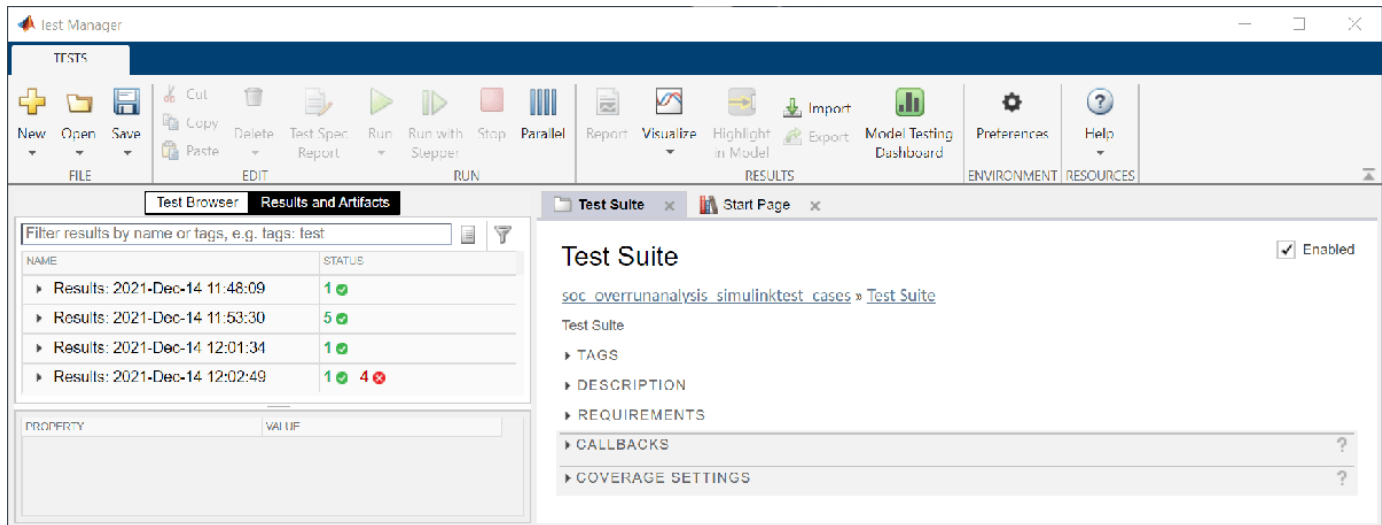 Test Manager
TESTS
New Open Save
FILE
Cut
Copy
Paste
Delete
EDIT
Test Spec Report
Run
Run with Stepper
Stop
Parallel
RUN
Report
Visualize
Highlight in Model
Import
Export
Model Testing Dashboard
RESULTS
Preferences
ENVIRONMENT
Help
RESOURCES
Test Browser Results and Artifacts
Filter results by name or tags, e.g. tags: test
NAME STATUS
Results: 2021-Dec-14 11:48:09 1
Results: 2021-Dec-14 11:53:30 5
Results: 2021-Dec-14 12:01:34 1
Results: 2021-Dec-14 12:02:49 1 4
PROPERTY VALUE
Test Suite Start Page
Test Suite
Enabled
soc_overrunanalysis_simulinktest_cases » Test Suite
Test Suite
TAGS
DESCRIPTION
REQUIREMENTS
CALLBACKS ?
COVERAGE SETTINGS ?